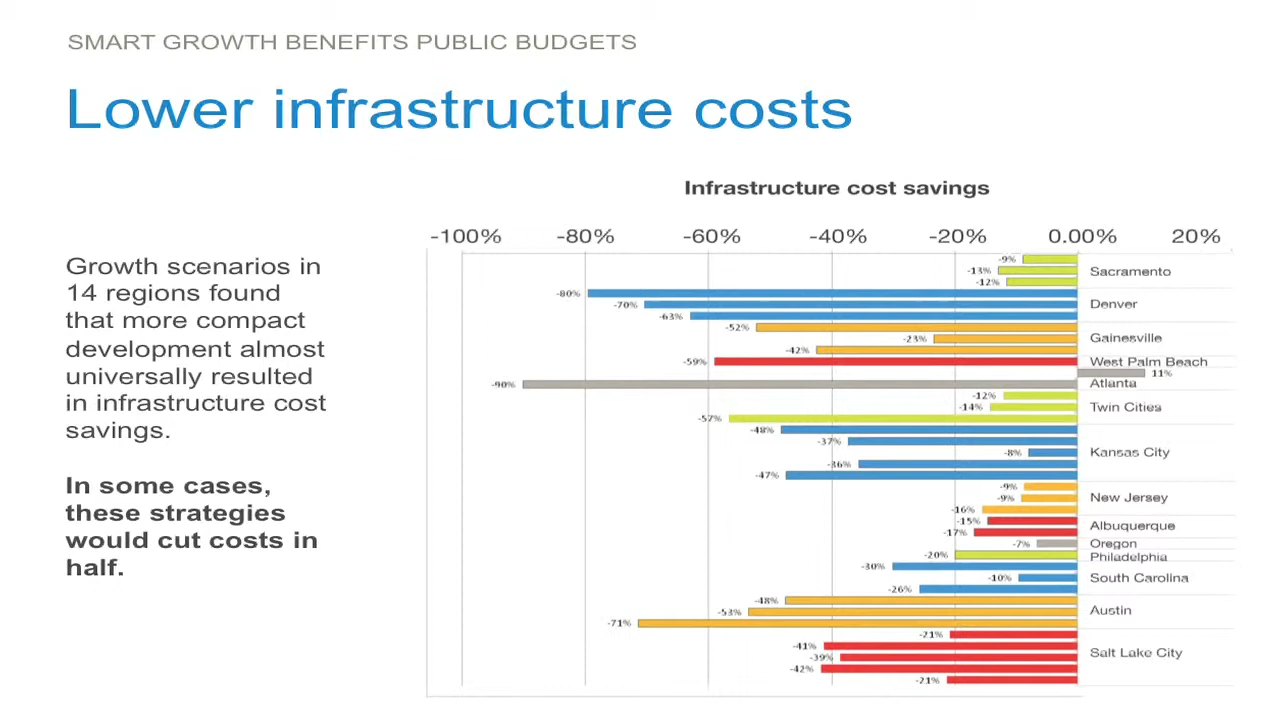 SMART GROWTH BENEFITS PUBLIC BUDGETS
Lower infrastructure costs
Growth scenarios in
14 regions found
that more compact
development almost
universally resulted
in infrastructure cost
savings.
In some cases,
these strategies
would cut costs in
half.
Infrastructure cost savings
-100% -80% -60% -40% -20% 0.00% 20%
-9%
-13% Sacramento
-12%
-80%
-70% Denver
-63%
-52%
-23% Gainesville
-42%
-59% West Palm Beach
11%
-90% Atlanta
-12%
-14% Twin Cities
-57%
-48%
-37%
-8% Kansas City
-36%
-47%
-9%
-9% New Jersey
-16%
-15% Albuquerque
-17%
-7% Oregon
-20% Philadelphia
-30%
-10% South Carolina
-26%
-48%
-53% Austin
-71%
-21%
-41% Salt Lake City
-39%
-42%
-21%